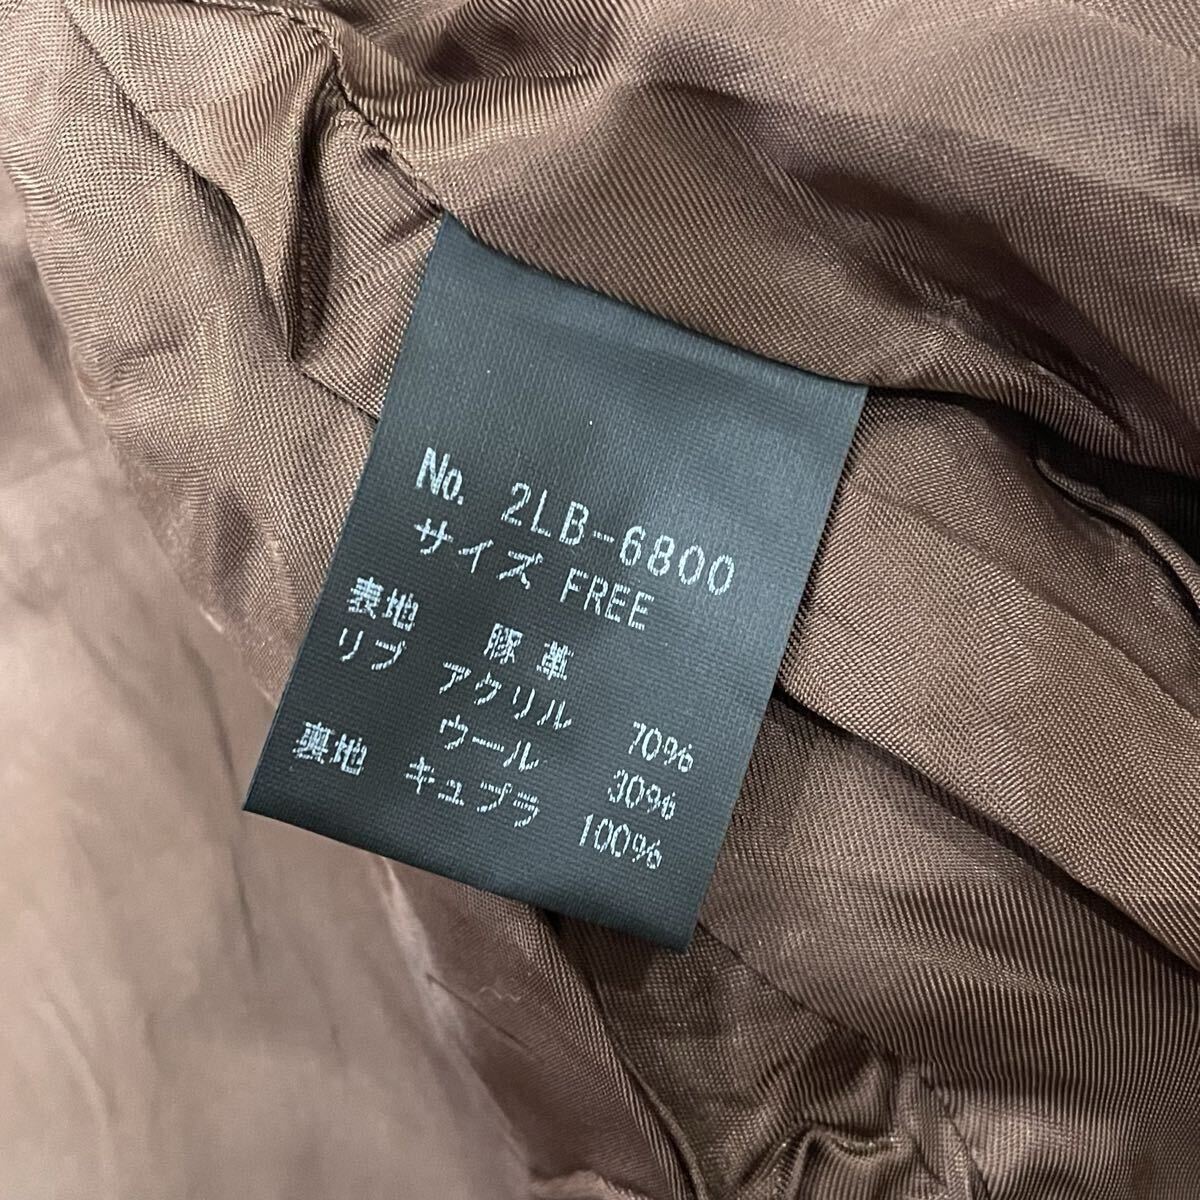 No. 2LB-6800
サイズ FREE
表地 豚革
リブ アクリル 70%
ウール 30%
裏地 キュプラ 100%